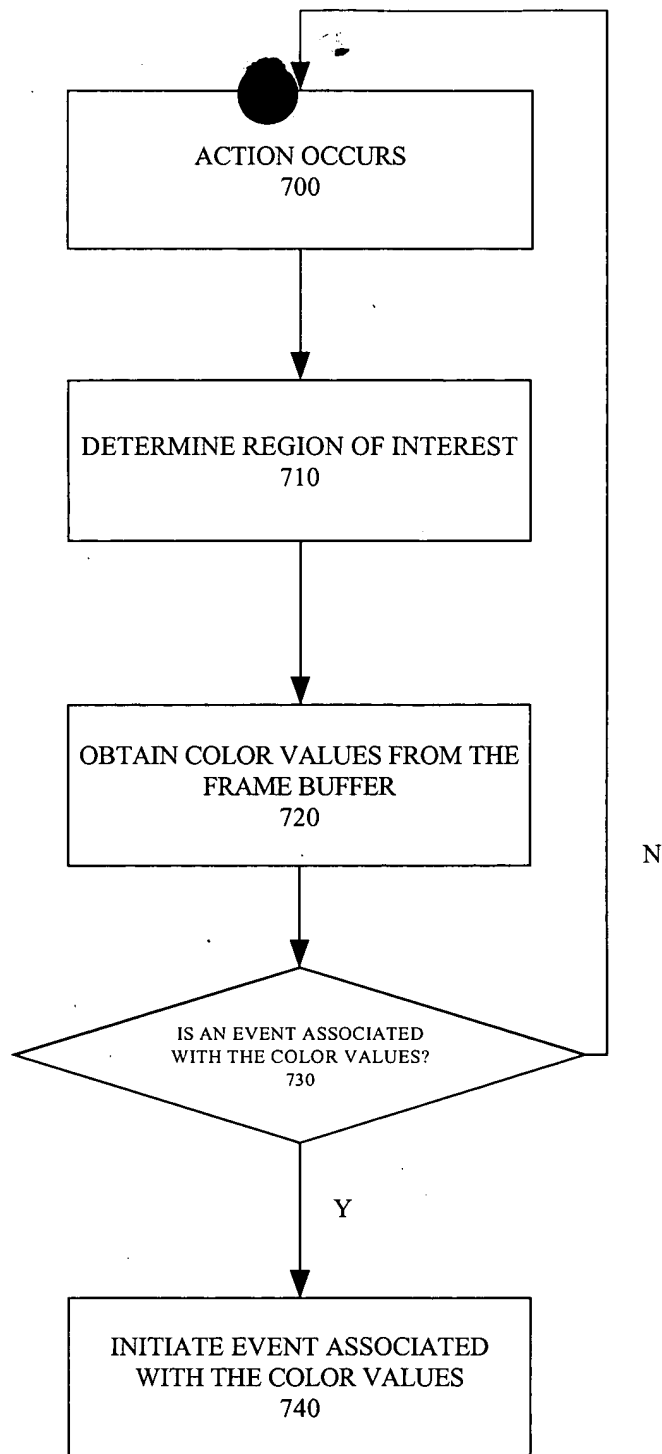 ACTION OCCURS
700
DETERMINE REGION OF INTEREST
710
OBTAIN COLOR VALUES FROM THE
FRAME BUFFER
720
N
IS AN EVENT ASSOCIATED
WITH THE COLOR VALUES?
730
Y
INITIATE EVENT ASSOCIATED
WITH THE COLOR VALUES
740